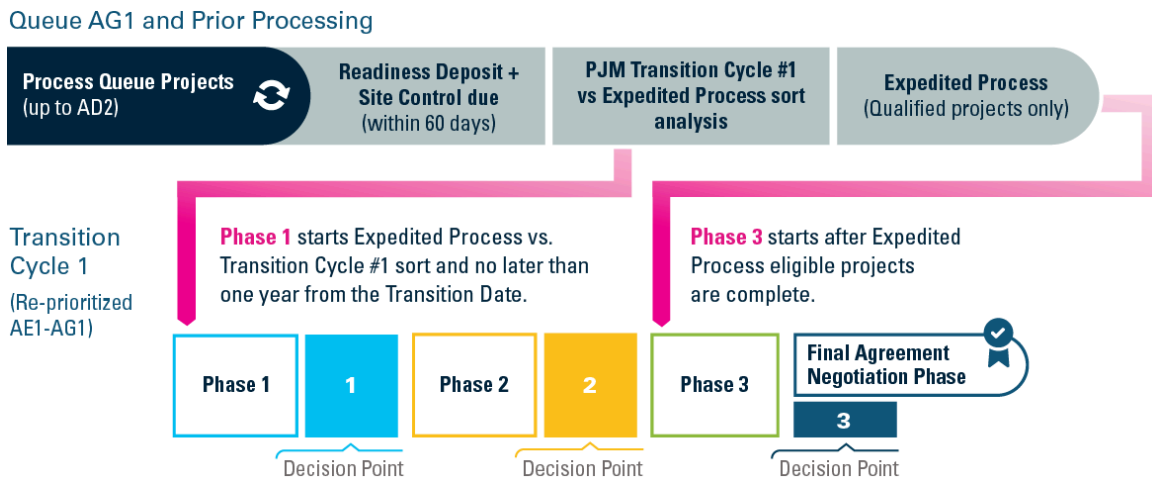 Queue AG1 and Prior Processing
Process Queue Projects
(up to AD2)
Readiness Deposit +
Site Control due
(within 60 days)
PJM Transition Cycle #1
vs Expedited Process sort
analysis
Expedited Process
(Qualified projects only)
Transition
Cycle 1
(Re-prioritized
AE1-AG1)
Phase 1 starts Expedited Process vs.
Transition Cycle #1 sort and no later than
one year from the Transition Date.
Phase 3 starts after Expedited
Process eligible projects
are complete.
Phase 1
1
Phase 2
2
Phase 3
Final Agreement
Negotiation Phase
3
Decision Point
Decision Point
Decision Point